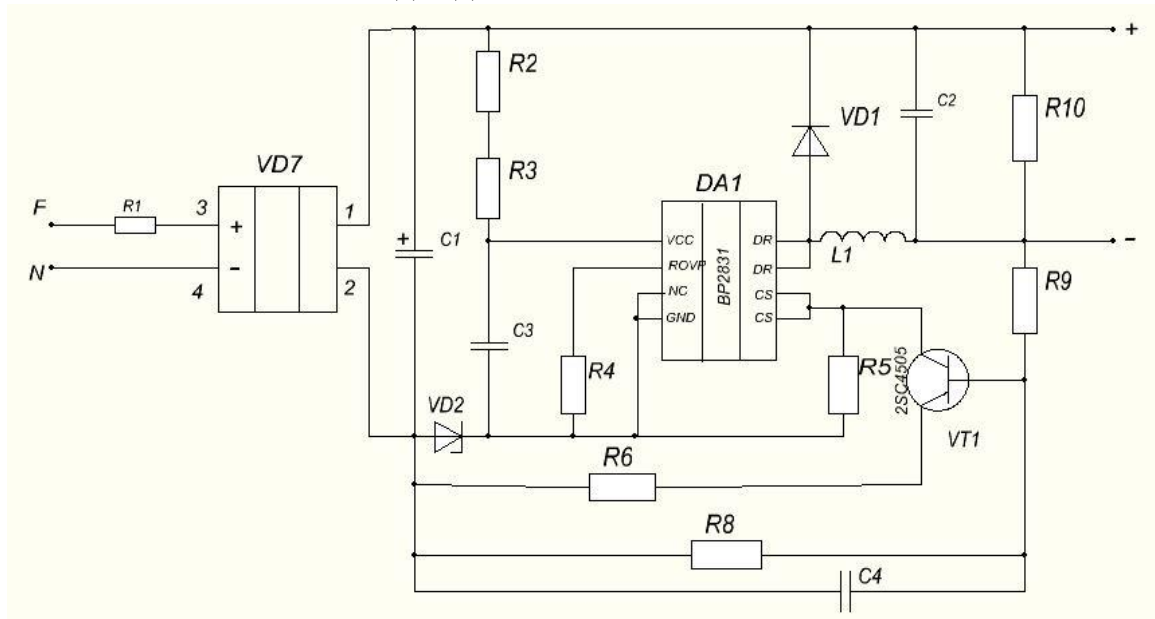 R2
C2
VD1
R10
VD7
R3
DA1
F
R1
3
1
+
-
+
-
N
4
2
+
C1
VCC
ROVP
NC
GND
BP2831
DR
DR
CS
CS
L1
R9
C3
R4
R5
2SC4505
VD2
VT1
R6
R8
C4